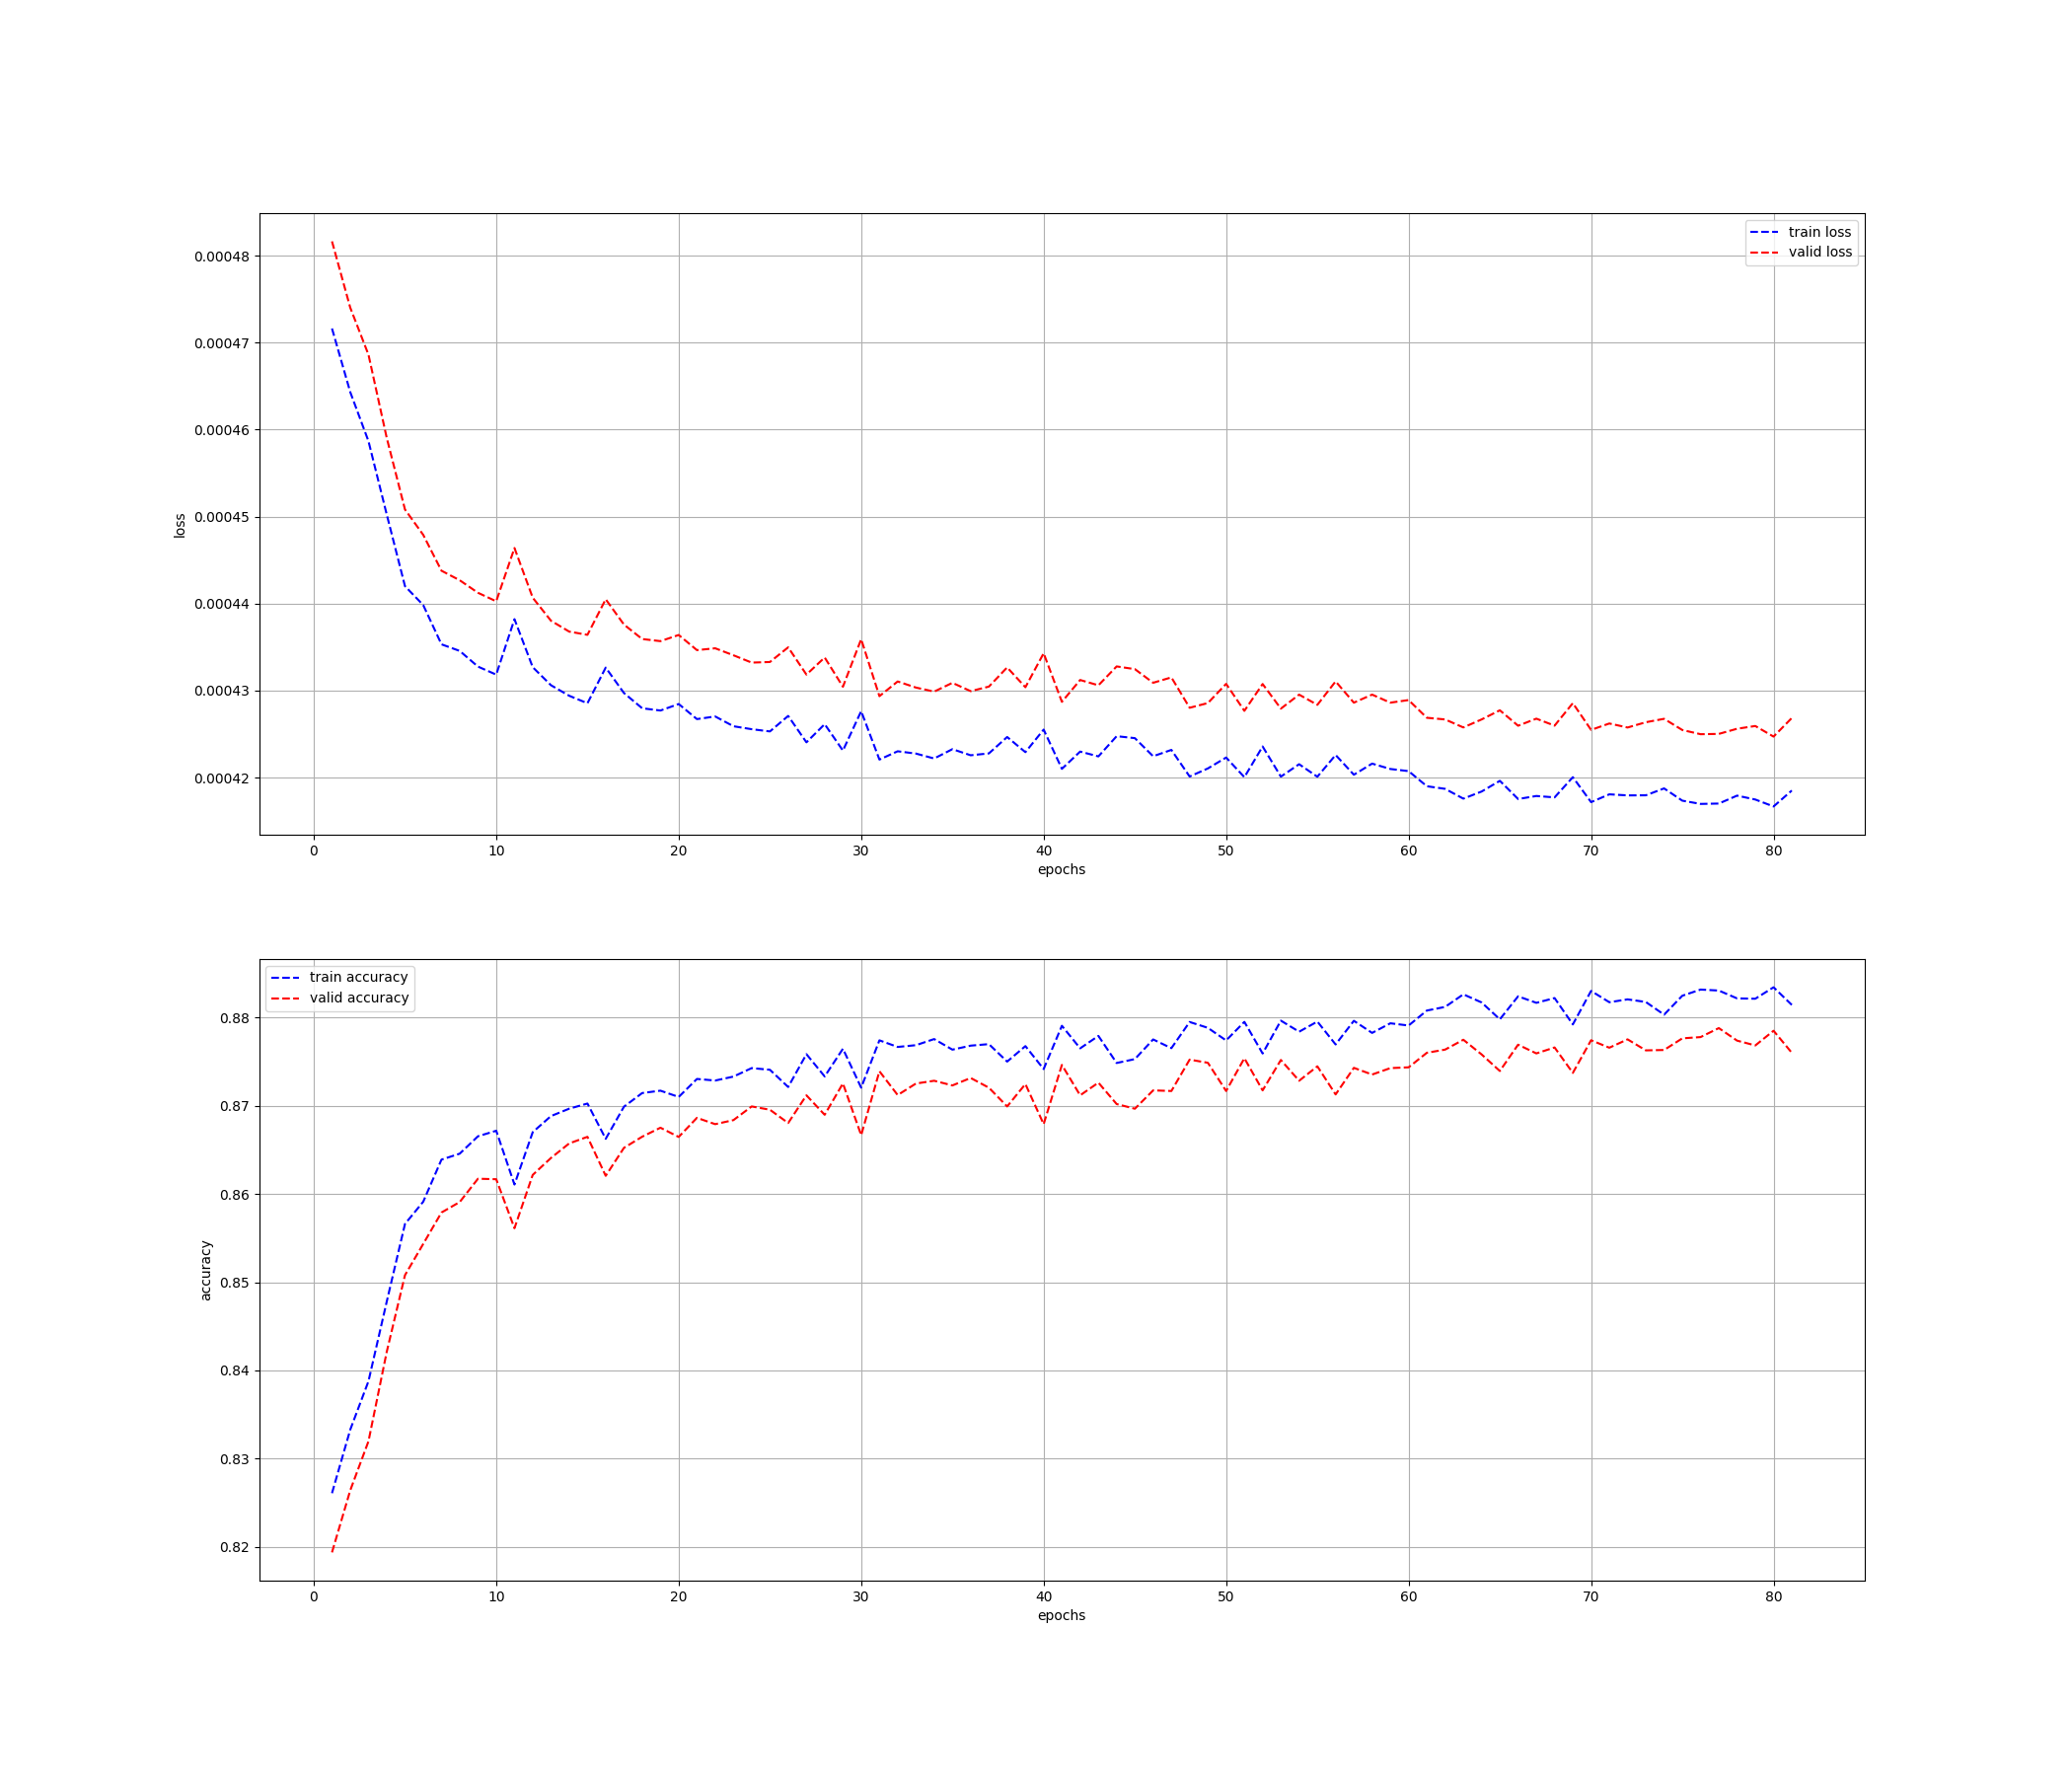 train loss
valid loss
0.00048
0.00047
0.00046
0.00045
0.00044
0.00043
0.00042
loss
0 10 20 30 40 50 60 70 80
epochs
train accuracy
valid accuracy
0.88
0.87
0.86
0.85
0.84
0.83
0.82
accuracy
0 10 20 30 40 50 60 70 80
epochs